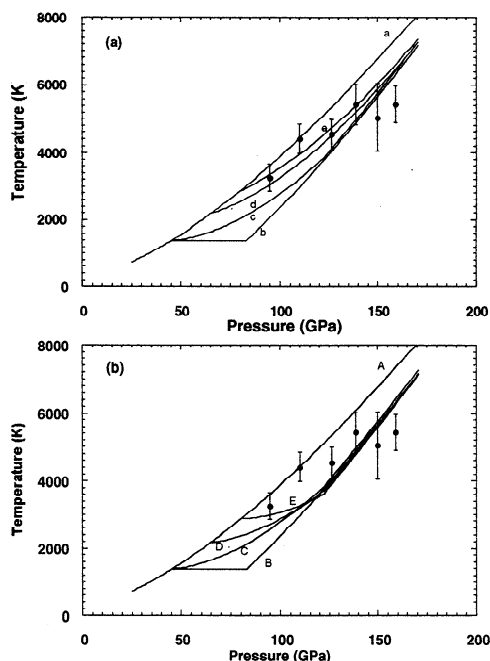 8000
(a)
a
Temperature (K
6000
e
4000
d
c
2000
b
0
0 50 100 150 200
Pressure (GPa)
8000
(b)
A
Temperature (K)
6000
4000
E
D
C
2000
B
0
0 50 100 150 200
Pressure (GPa)